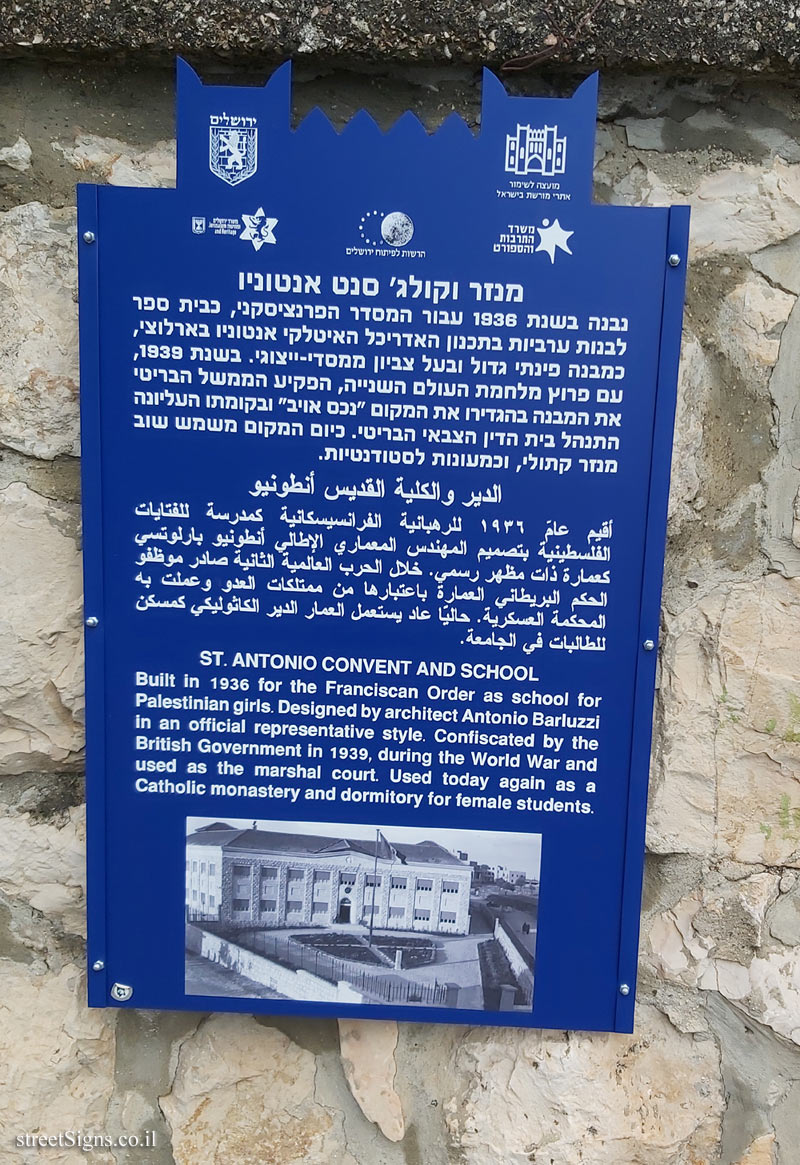 ירושלים
מועצה לשימור
אתרי מורשת בישראל
משרד ירושלים
ומורשת
Jerusalem
and Heritage
הרשות לפיתוח ירושלים
משרד
התרבות
והספורט
מנזר וקולג' סנט אנטוניו
נבנה בשנת 1936 עבור המסדר הפרנציסקני, כבית ספר
לבנות ערביות בתכנון האדריכל האיטלקי אנטוניו בארלוצי,
כמבנה פינתי גדול ובעל צביון ממסדי-ייצוגי. בשנת 1939,
עם פרוץ מלחמת העולם השנייה, הפקיע הממשל הבריטי
את המבנה בהגדירו את המקום "נכס אויב" ובקומתו העליונה
התנהל בית הדין הצבאי הבריטי. כיום המקום משמש שוב
מנזר קתולי, וכמעונות לסטודנטיות.
الدير والكلية القديس أنطونيو
أقيم عام ١٩٣٦ للرهبانية الفرانسيسكانية كمدرسة للفتايات
الفلسطينية بتصميم المهندس المعماري الإطالي أنطونيو بارلوتسي
كعمارة ذات مظهر رسمي. خلال الحرب العالمية الثانية صادر موظفو
الحكم البريطاني العمارة باعتبارها من ممتلكات العدو وعملت به
المحكمة العسكرية. حاليًا عاد يستعمل العمار الدير الكاثوليكي كمسكن
للطالبات في الجامعة.
ST. ANTONIO CONVENT AND SCHOOL
Built in 1936 for the Franciscan Order as school for
Palestinian girls. Designed by architect Antonio Barluzzi
in an official representative style. Confiscated by the
British Government in 1939, during the World War and
used as the marshal court. Used today again as a
Catholic monastery and dormitory for female students.
streetSigns.co.il